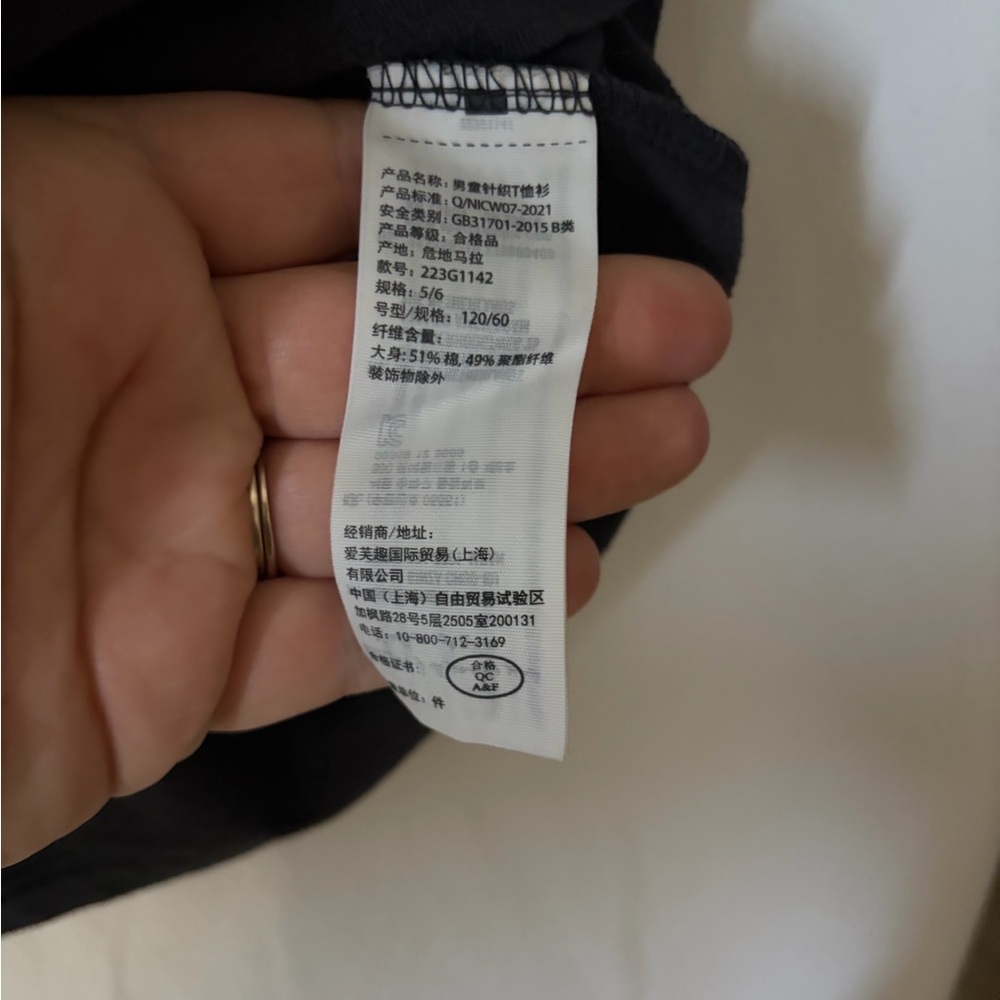 产品名称：男童针织T恤衫
产品标准：Q/NICW07-2021
安全类别：GB31701-2015 B类
产品等级：合格品
产地：危地马拉
款号：223G1142
规格：5/6
号型/规格：120/60
纤维含量：
大身：51% 棉, 49% 聚酯纤维
装饰物除外
经销商/地址：
爱芙趣国际贸易(上海)
有限公司
中国（上海）自由贸易试验区
加枫路28号5层2505室200131
电话：10-800-712-3169
格证书：
合格
QC
A&F
单位：件